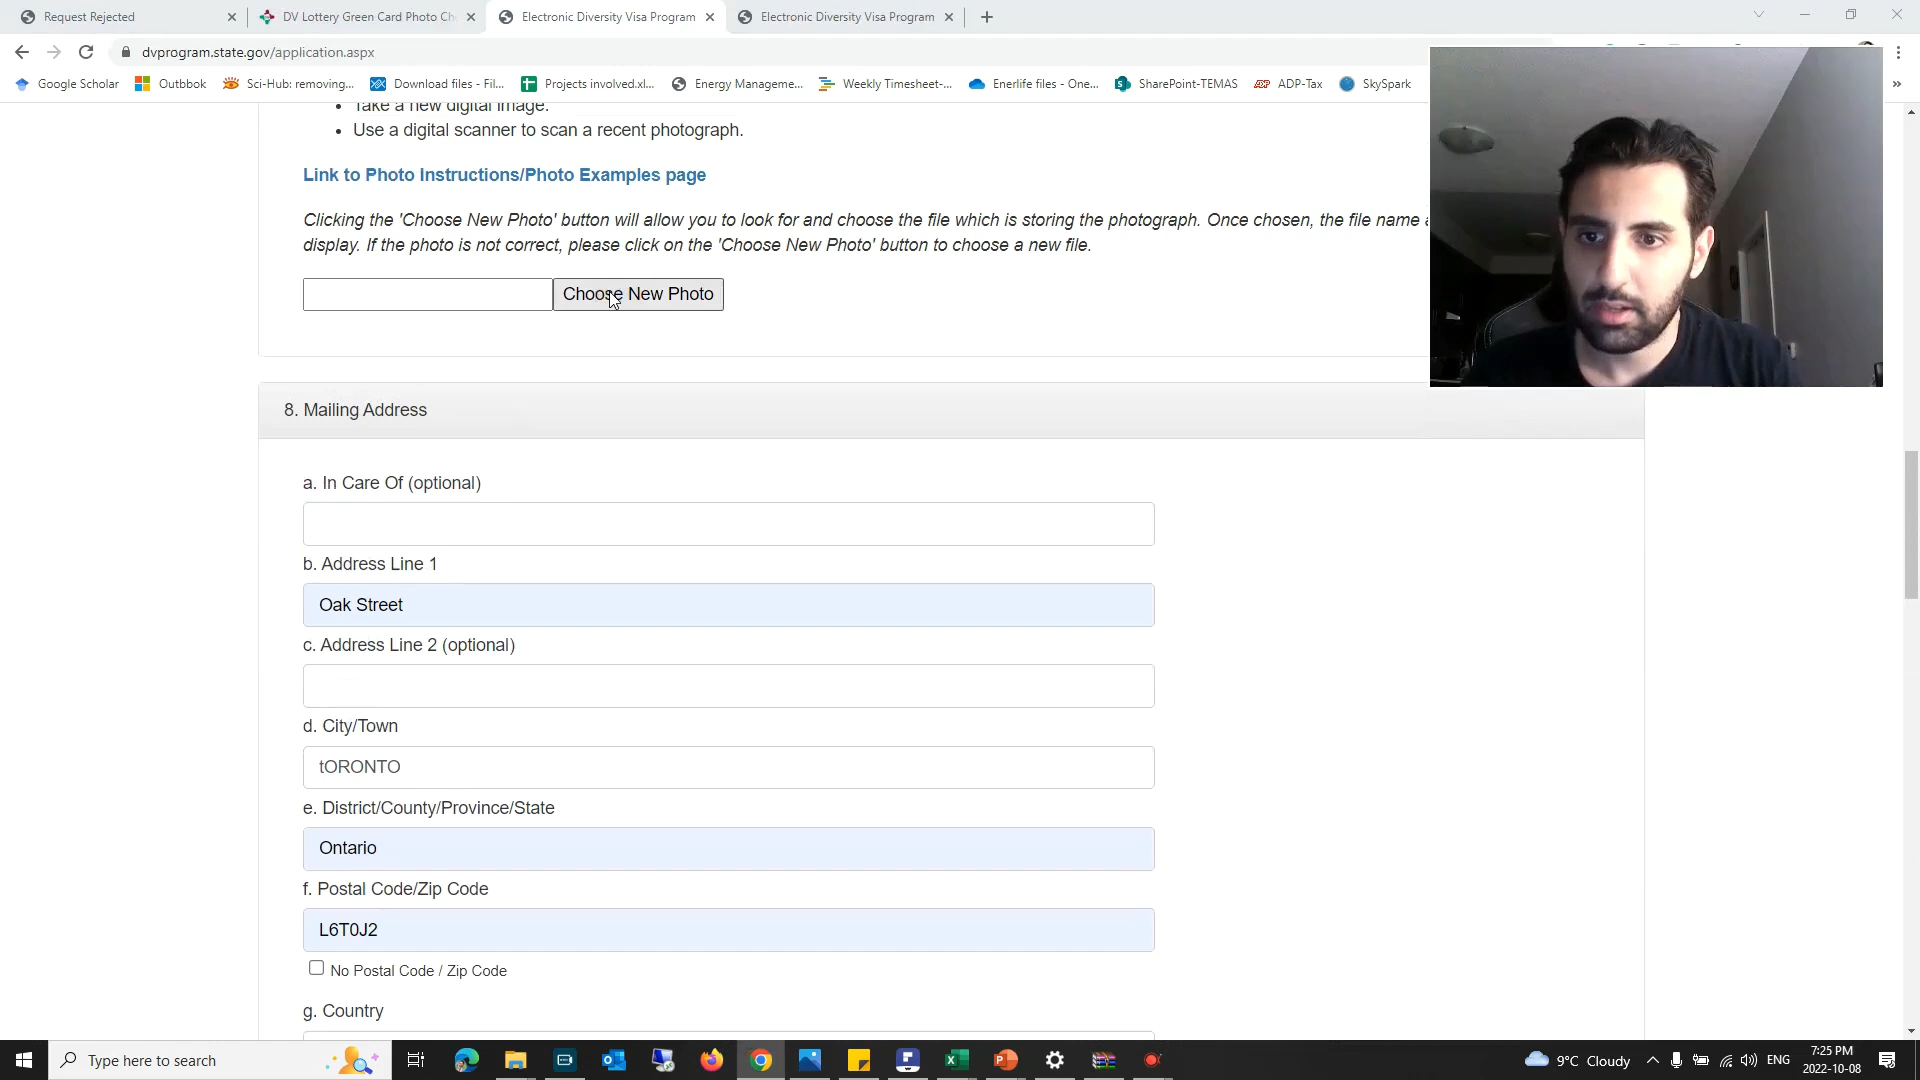 Request Rejected
DV Lottery Green Card Photo Ch
Electronic Diversity Visa Program
Electronic Diversity Visa Program
dvprogram.state.gov/application.aspx
Google Scholar
Outbbok
Sci-Hub: removing...
Download files - Fil...
Projects involved.xl...
Energy Manageme...
Weekly Timesheet-...
Enerlife files - One...
SharePoint-TEMAS
ADP-Tax
SkySpark
»
Take a new digital image.
Use a digital scanner to scan a recent photograph.
Link to Photo Instructions/Photo Examples page
Clicking the 'Choose New Photo' button will allow you to look for and choose the file which is storing the photograph. Once chosen, the file name
display. If the photo is not correct, please click on the 'Choose New Photo' button to choose a new file.
Choose New Photo
8. Mailing Address
a. In Care Of (optional)
b. Address Line 1
Oak Street
c. Address Line 2 (optional)
d. City/Town
tORONTO
e. District/County/Province/State
Ontario
f. Postal Code/Zip Code
L6T0J2
No Postal Code / Zip Code
g. Country
Type here to search
9°C Cloudy
ENG
7:25 PM
2022-10-08